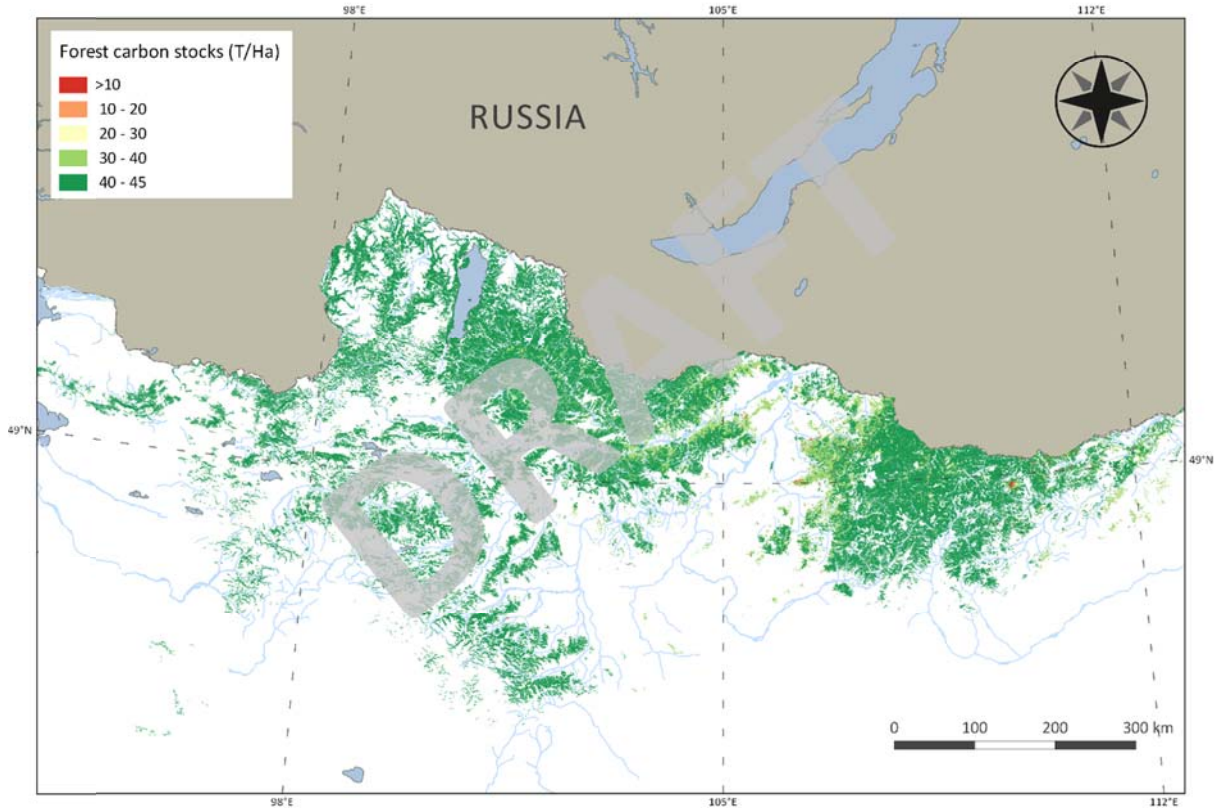 98°E 105°E 112°E
Forest carbon stocks (T/Ha)
>10
10 - 20
20 - 30
30 - 40
40 - 45
RUSSIA
DRAFT
49°N 49°N
0 100 200 300 km
98°E 105°E 112°E